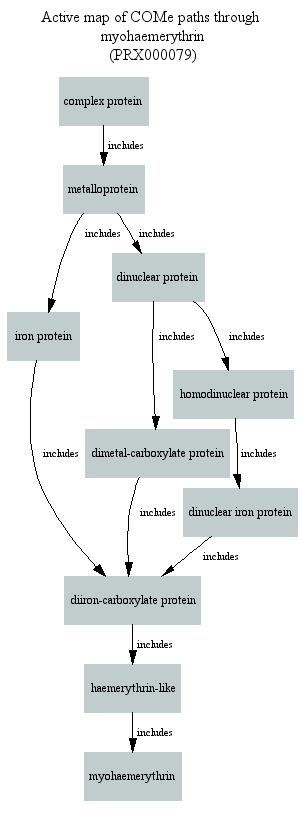 Active map of COMe paths through
myohaemerythrin
(PRX000079)
complex protein
includes
metalloprotein
includes
includes
dinuclear protein
iron protein
includes
includes
homodinuclear protein
dimetal-carboxylate protein
includes
includes
dinuclear iron protein
includes
includes
diiron-carboxylate protein
includes
haemerythrin-like
includes
myohaemerythrin